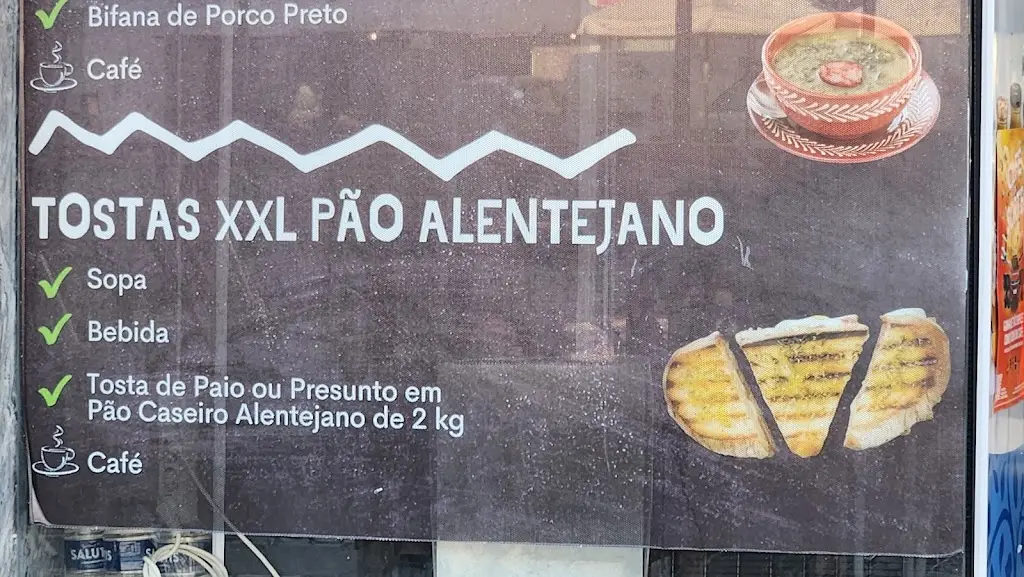 Bifana de Porco Preto
Café
TOSTAS XXL PÃO ALENTEJANO
Sopa
Bebida
Tosta de Paio ou Presunto em
Pão Caseiro Alentejano de 2 kg
Café